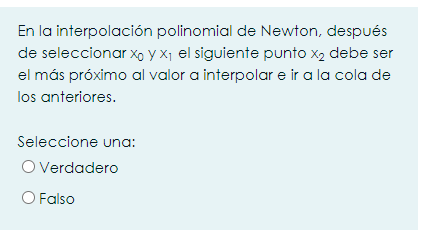 En la interpolación polinomial de Newton, después
de seleccionar x₀ y x₁ el siguiente punto x₂ debe ser
el más próximo al valor a interpolar e ir a la cola de
los anteriores.
Seleccione una:
Verdadero
Falso